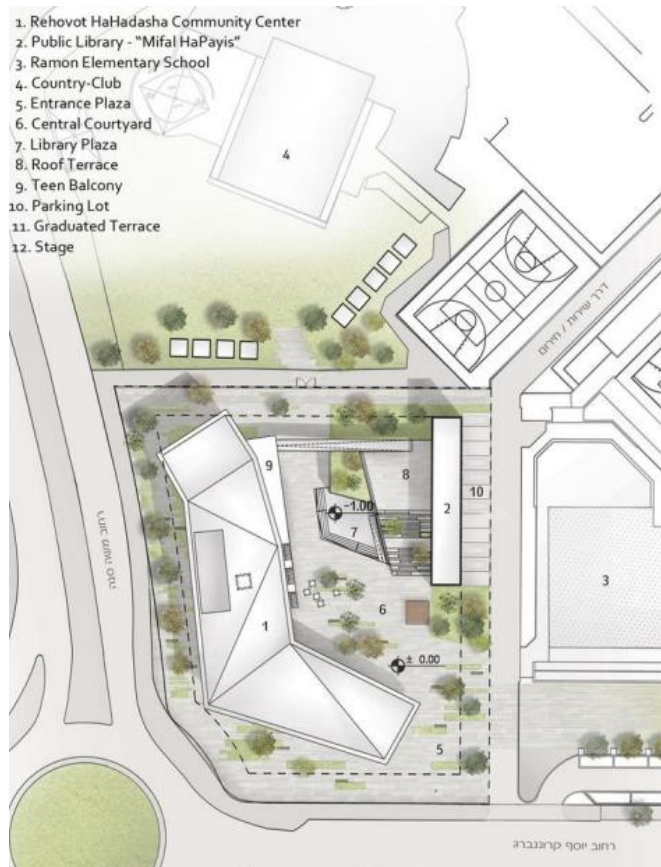 1. Rehovot HaHadasha Community Center
2. Public Library - "Mifal HaPayis"
3. Ramon Elementary School
4. Country-Club
5. Entrance Plaza
6. Central Courtyard
7. Library Plaza
8. Roof Terrace
9. Teen Balcony
10. Parking Lot
11. Graduated Terrace
12. Stage
4
דרך שירות / חירום
9
8
2
10
-1.00
7
3
6
1
± 0.00
5
רחוב יוסף קרוננברג